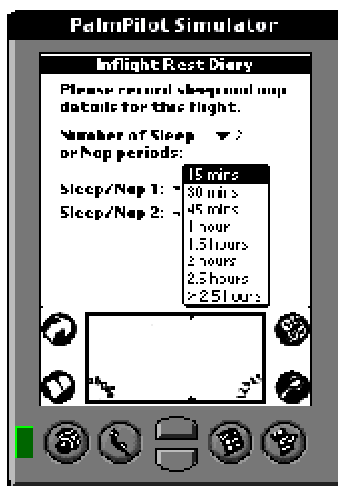 PalmPilot Simulator
Inflight Rest Diary
Please record sleep and nap
details for this flight.
Number of Sleep ▼ 2
or Nap periods:
Sleep/Nap 1:
Sleep/Nap 2:
15 mins
30 mins
45 mins
1 hour
1.5 hours
2 hours
2.5 hours
> 2.5 hours